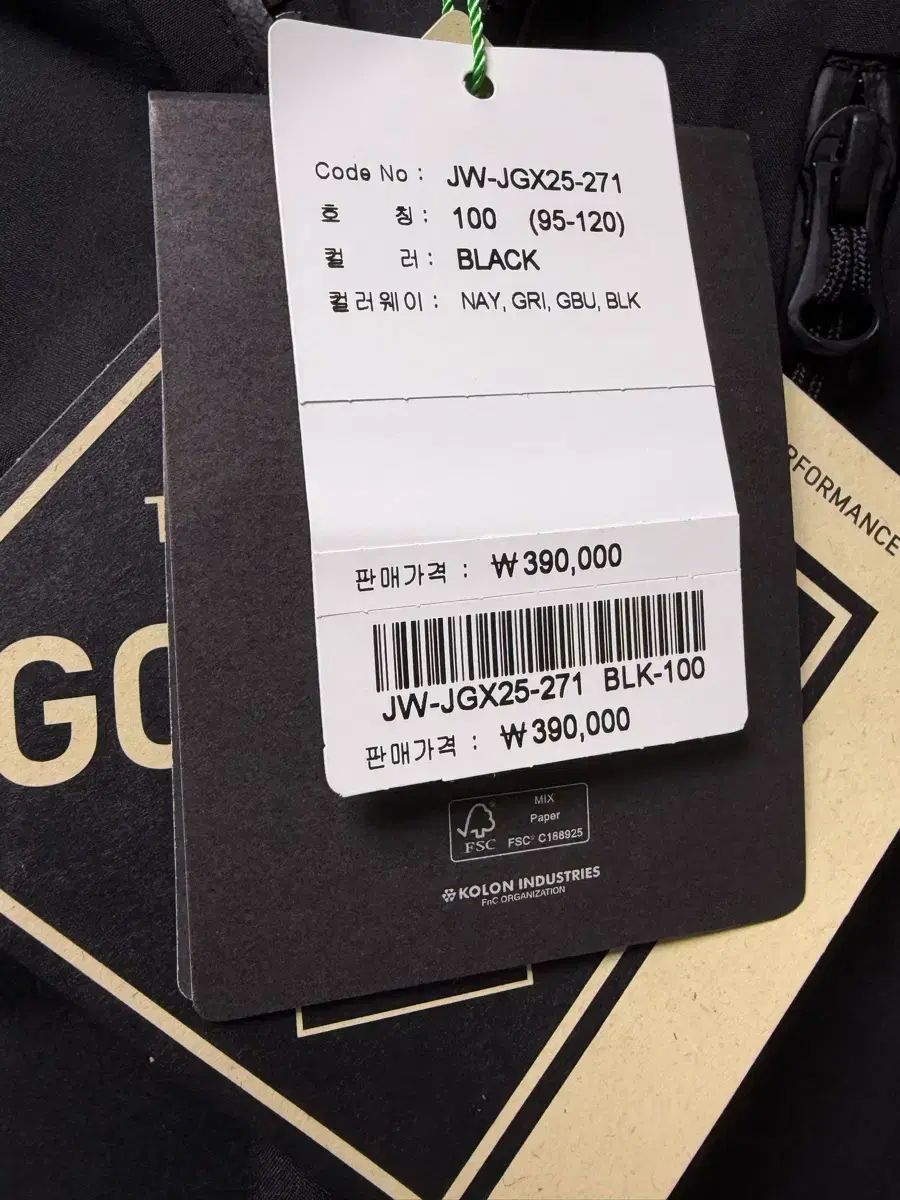 Code No : JW-JGX25-271
호 칭 : 100 (95-120)
컬 러 : BLACK
컬러웨이 : NAY, GRI, GBU, BLK
판매가격 : ₩390,000
JW-JGX25-271 BLK-100
판매가격 : ₩390,000
MIX
Paper
FSC FSC® C188925
KOLON INDUSTRIES
FnC ORGANIZATION